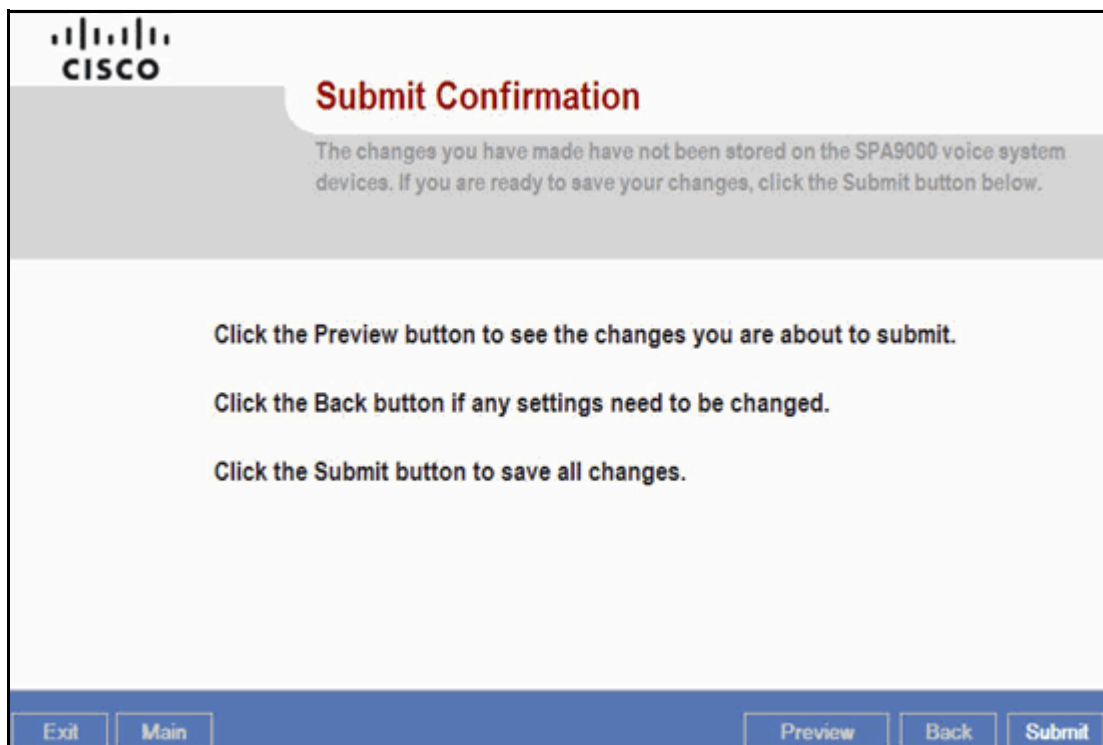 CISCO
Submit Confirmation
The changes you have made have not been stored on the SPA9000 voice system
devices. If you are ready to save your changes, click the Submit button below.
Click the Preview button to see the changes you are about to submit.
Click the Back button if any settings need to be changed.
Click the Submit button to save all changes.
Exit Main Preview Back Submit